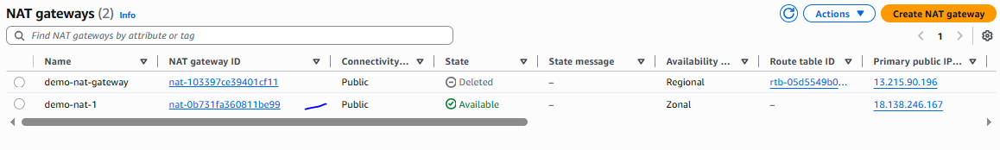 NAT gateways (2) Info Actions Create NAT gateway
Find NAT gateways by attribute or tag 1
Name NAT gateway ID Connectivity... State State message Availability ... Route table ID Primary public IP...
demo-nat-gateway nat-103397ce39401cf11 Public Deleted – Regional rtb-05d5549b0... 13.215.90.196
demo-nat-1 nat-0b731fa360811be99 Public Available – Zonal – 18.138.246.167